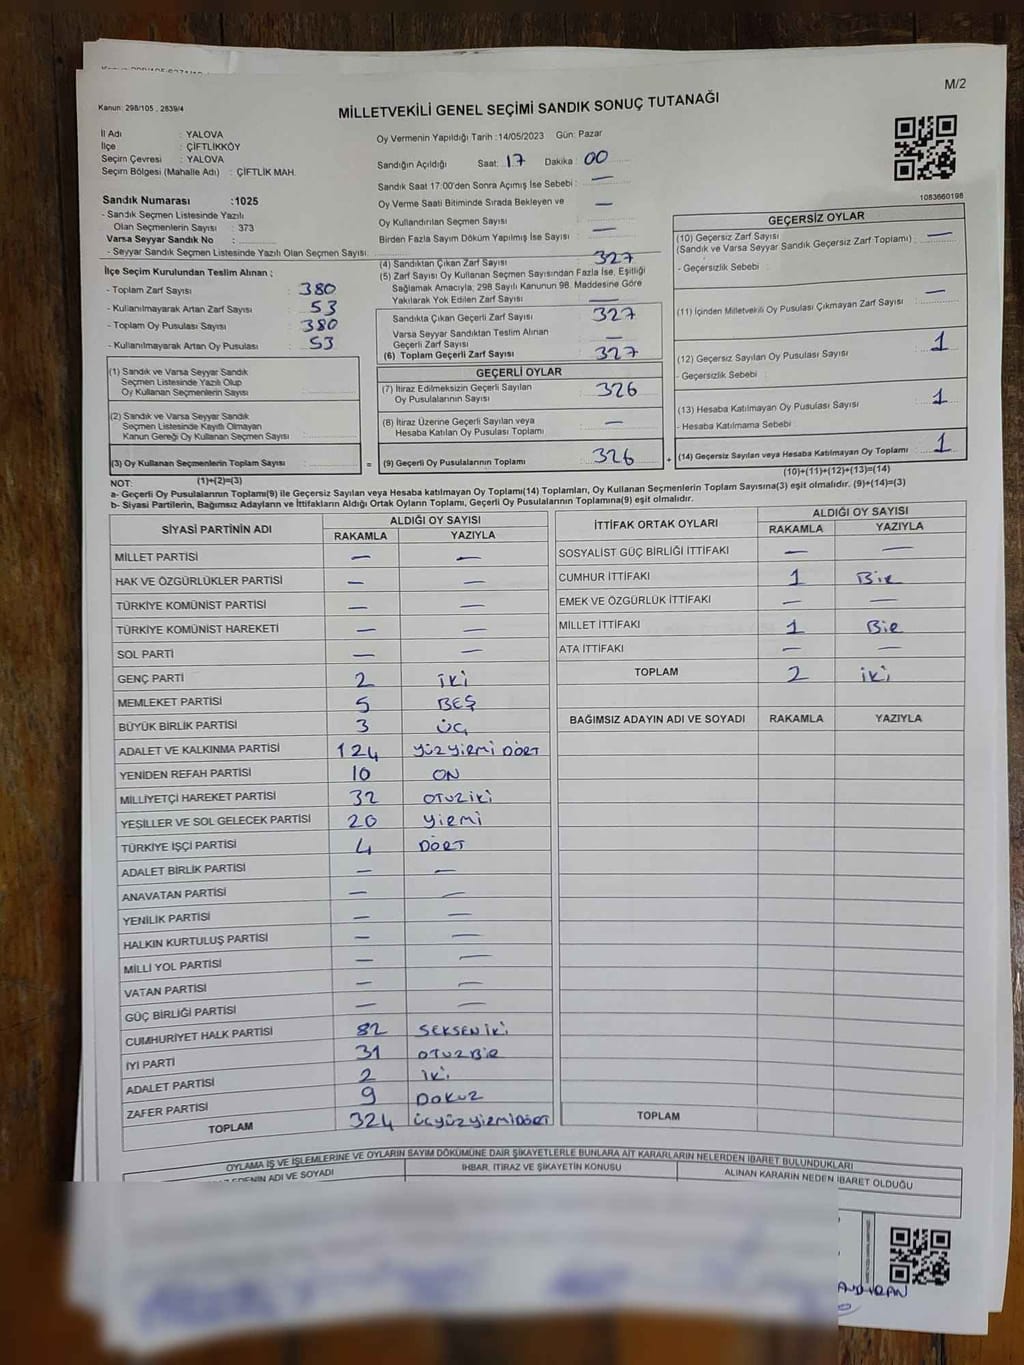 M/2
Kanun: 298/105 , 2839/4
MİLLETVEKİLİ GENEL SEÇİMİ SANDIK SONUÇ TUTANAĞI
İl Adı : YALOVA
İlçe : ÇİFTLİKKÖY
Seçim Çevresi : YALOVA
Seçim Bölgesi (Mahalle Adı) : ÇİFTLİK MAH.
Sandık Numarası :1025
- Sandık Seçmen Listesinde Yazılı
Olan Seçmenlerin Sayısı : 373
Varsa Seyyar Sandık No :
- Seyyar Sandık Seçmen Listesinde Yazılı Olan Seçmen Sayısı:
İlçe Seçim Kurulundan Teslim Alınan ;
- Toplam Zarf Sayısı : 380
- Kullanılmayarak Artan Zarf Sayısı : 53
- Toplam Oy Pusulası Sayısı : 380
- Kullanılmayarak Artan Oy Pusulası : 53
(1) Sandık ve Varsa Seyyar Sandık
Seçmen Listesinde Yazılı Olup
Oy Kullanan Seçmenlerin Sayısı :
(2) Sandık ve Varsa Seyyar Sandık
Seçmen Listesinde Kayıtlı Olmayan
Kanun Gereği Oy Kullanan Seçmen Sayısı :
(3) Oy Kullanan Seçmenlerin Toplam Sayısı :
(1)+(2)=(3)
Oy Vermenin Yapıldığı Tarih :14/05/2023 Gün: Pazar
Sandığın Açıldığı Saat: 17 Dakika : 00
Sandık Saat 17:00'den Sonra Açımış İse Sebebi : —
Oy Verme Saati Bitiminde Sırada Bekleyen ve
Oy Kullandırılan Seçmen Sayısı : —
Birden Fazla Sayım Döküm Yapılmış İse Sayısı : —
(4) Sandıktan Çıkan Zarf Sayısı : 327
(5) Zarf Sayısı Oy Kullanan Seçmen Sayısından Fazla İse, Eşitliği
Sağlamak Amacıyla; 298 Sayılı Kanunun 98. Maddesine Göre
Yakılarak Yok Edilen Zarf Sayısı : —
Sandıkta Çıkan Geçerli Zarf Sayısı : 327
Varsa Seyyar Sandıktan Teslim Alınan
Geçerli Zarf Sayısı : —
(6) Toplam Geçerli Zarf Sayısı : 327
GEÇERLİ OYLAR
(7) İtiraz Edilmeksizin Geçerli Sayılan
Oy Pusulalarının Sayısı : 326
(8) İtiraz Üzerine Geçerli Sayılan veya
Hesaba Katılan Oy Pusulası Toplamı : —
= (9) Geçerli Oy Pusulalarının Toplamı : 326 +
1083660198
GEÇERSİZ OYLAR
(10) Geçersiz Zarf Sayısı
(Sandık ve Varsa Seyyar Sandık Geçersiz Zarf Toplamı) : —
- Geçersizlik Sebebi :
(11) İçinden Milletvekili Oy Pusulası Çıkmayan Zarf Sayısı : —
(12) Geçersiz Sayılan Oy Pusulası Sayısı : 1
- Geçersizlik Sebebi :
(13) Hesaba Katılmayan Oy Pusulası Sayısı : 1
- Hesaba Katılmama Sebebi :
(14) Geçersiz Sayılan veya Hesaba Katılmayan Oy Toplamı : 1
(10)+(11)+(12)+(13)=(14)
NOT:
a- Geçerli Oy Pusulalarının Toplamı(9) ile Geçersiz Sayılan veya Hesaba katılmayan Oy Toplamı(14) Toplamları, Oy Kullanan Seçmenlerin Toplam Sayısına(3) eşit olmalıdır. (9)+(14)=(3)
b- Siyasi Partilerin, Bağımsız Adayların ve İttifakların Aldığı Ortak Oyların Toplamı, Geçerli Oy Pusulalarının Toplamına(9) eşit olmalıdır.
SİYASİ PARTİNİN ADI ALDIĞI OY SAYISI
RAKAMLA YAZIYLA
MİLLET PARTİSİ — —
HAK VE ÖZGÜRLÜKLER PARTİSİ — —
TÜRKİYE KOMÜNİST PARTİSİ — —
TÜRKİYE KOMÜNİST HAREKETİ — —
SOL PARTİ — —
GENÇ PARTİ 2 İKİ
MEMLEKET PARTİSİ 5 BEŞ
BÜYÜK BİRLİK PARTİSİ 3 ÜÇ
ADALET VE KALKINMA PARTİSİ 124 YÜZYİRMİ DÖRT
YENİDEN REFAH PARTİSİ 10 ON
MİLLİYETÇİ HAREKET PARTİSİ 32 OTUZİKİ
YEŞİLLER VE SOL GELECEK PARTİSİ 20 YİRMİ
TÜRKİYE İŞÇİ PARTİSİ 4 DÖRT
ADALET BİRLİK PARTİSİ — —
ANAVATAN PARTİSİ — —
YENİLİK PARTİSİ — —
HALKIN KURTULUŞ PARTİSİ — —
MİLLİ YOL PARTİSİ — —
VATAN PARTİSİ — —
GÜÇ BİRLİĞİ PARTİSİ — —
CUMHURİYET HALK PARTİSİ 82 SEKSEN İKİ
İYİ PARTİ 31 OTUZBİR
ADALET PARTİSİ 2 İKİ
ZAFER PARTİSİ 9 DOKUZ
TOPLAM 324 ÜÇYÜZYİRMİDÖRT
İTTİFAK ORTAK OYLARI ALDIĞI OY SAYISI
RAKAMLA YAZIYLA
SOSYALİST GÜÇ BİRLİĞİ İTTİFAKI — —
CUMHUR İTTİFAKI 1 BİR
EMEK VE ÖZGÜRLÜK İTTİFAKI — —
MİLLET İTTİFAKI 1 BİR
ATA İTTİFAKI — —
TOPLAM 2 İKİ
BAĞIMSIZ ADAYIN ADI VE SOYADI RAKAMLA YAZIYLA
TOPLAM
OYLAMA İŞ VE İŞLEMLERİNE VE OYLARIN SAYIM DÖKÜMÜNE DAİR ŞİKAYETLERLE BUNLARA AİT KARARLARIN NELERDEN İBARET BULUNDUKLARI
ADI VE SOYADI İHBAR, İTİRAZ VE ŞİKAYETİN KONUSU ALINAN KARARIN NEDEN İBARET OLDUĞU